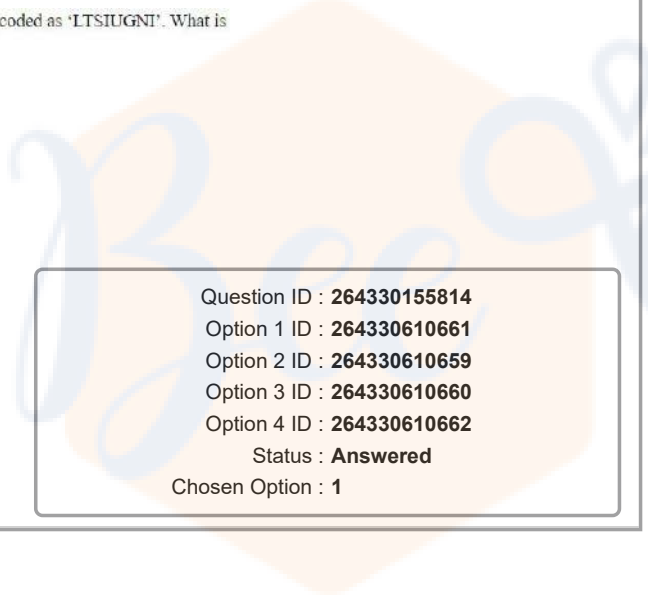 coded as ‘LTSIUGNI’. What is
Bee
Question ID : 264330155814
Option 1 ID : 264330610661
Option 2 ID : 264330610659
Option 3 ID : 264330610660
Option 4 ID : 264330610662
Status : Answered
Chosen Option : 1